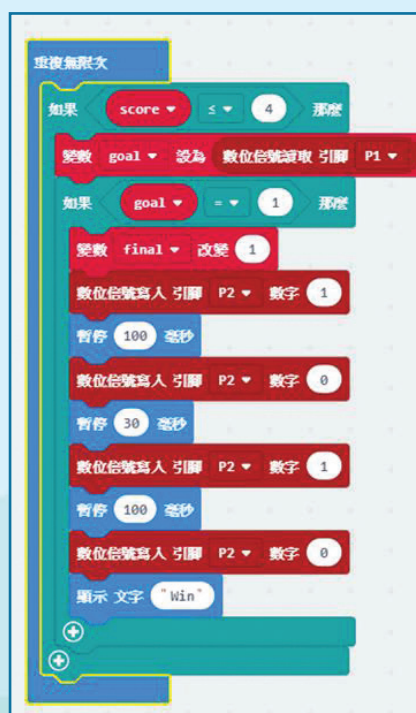 重複無限次
如果 score ≤ 4 那麼
變數 goal 設為 數位信號讀取 引腳 P1
如果 goal = 1 那麼
變數 final 改變 1
數位信號寫入 引腳 P2 數字 1
暫停 100 毫秒
數位信號寫入 引腳 P2 數字 0
暫停 30 毫秒
數位信號寫入 引腳 P2 數字 1
暫停 100 毫秒
數位信號寫入 引腳 P2 數字 0
顯示 文字 "Win"